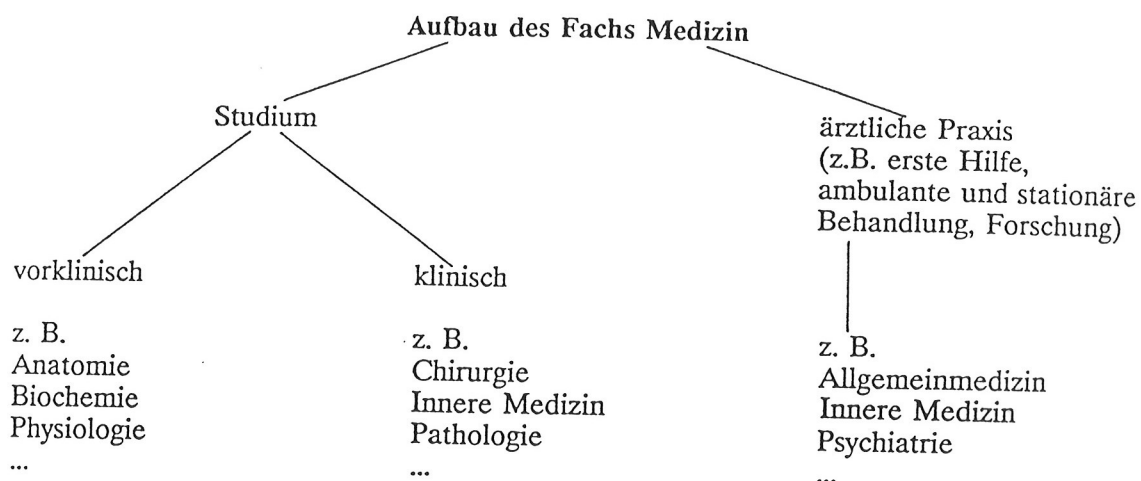 Aufbau des Fachs Medizin
Studium
ärztliche Praxis
(z.B. erste Hilfe,
ambulante und stationäre
Behandlung, Forschung)
vorklinisch
z. B.
Anatomie
Biochemie
Physiologie
...
klinisch
z. B.
Chirurgie
Innere Medizin
Pathologie
...
z. B.
Allgemeinmedizin
Innere Medizin
Psychiatrie
...